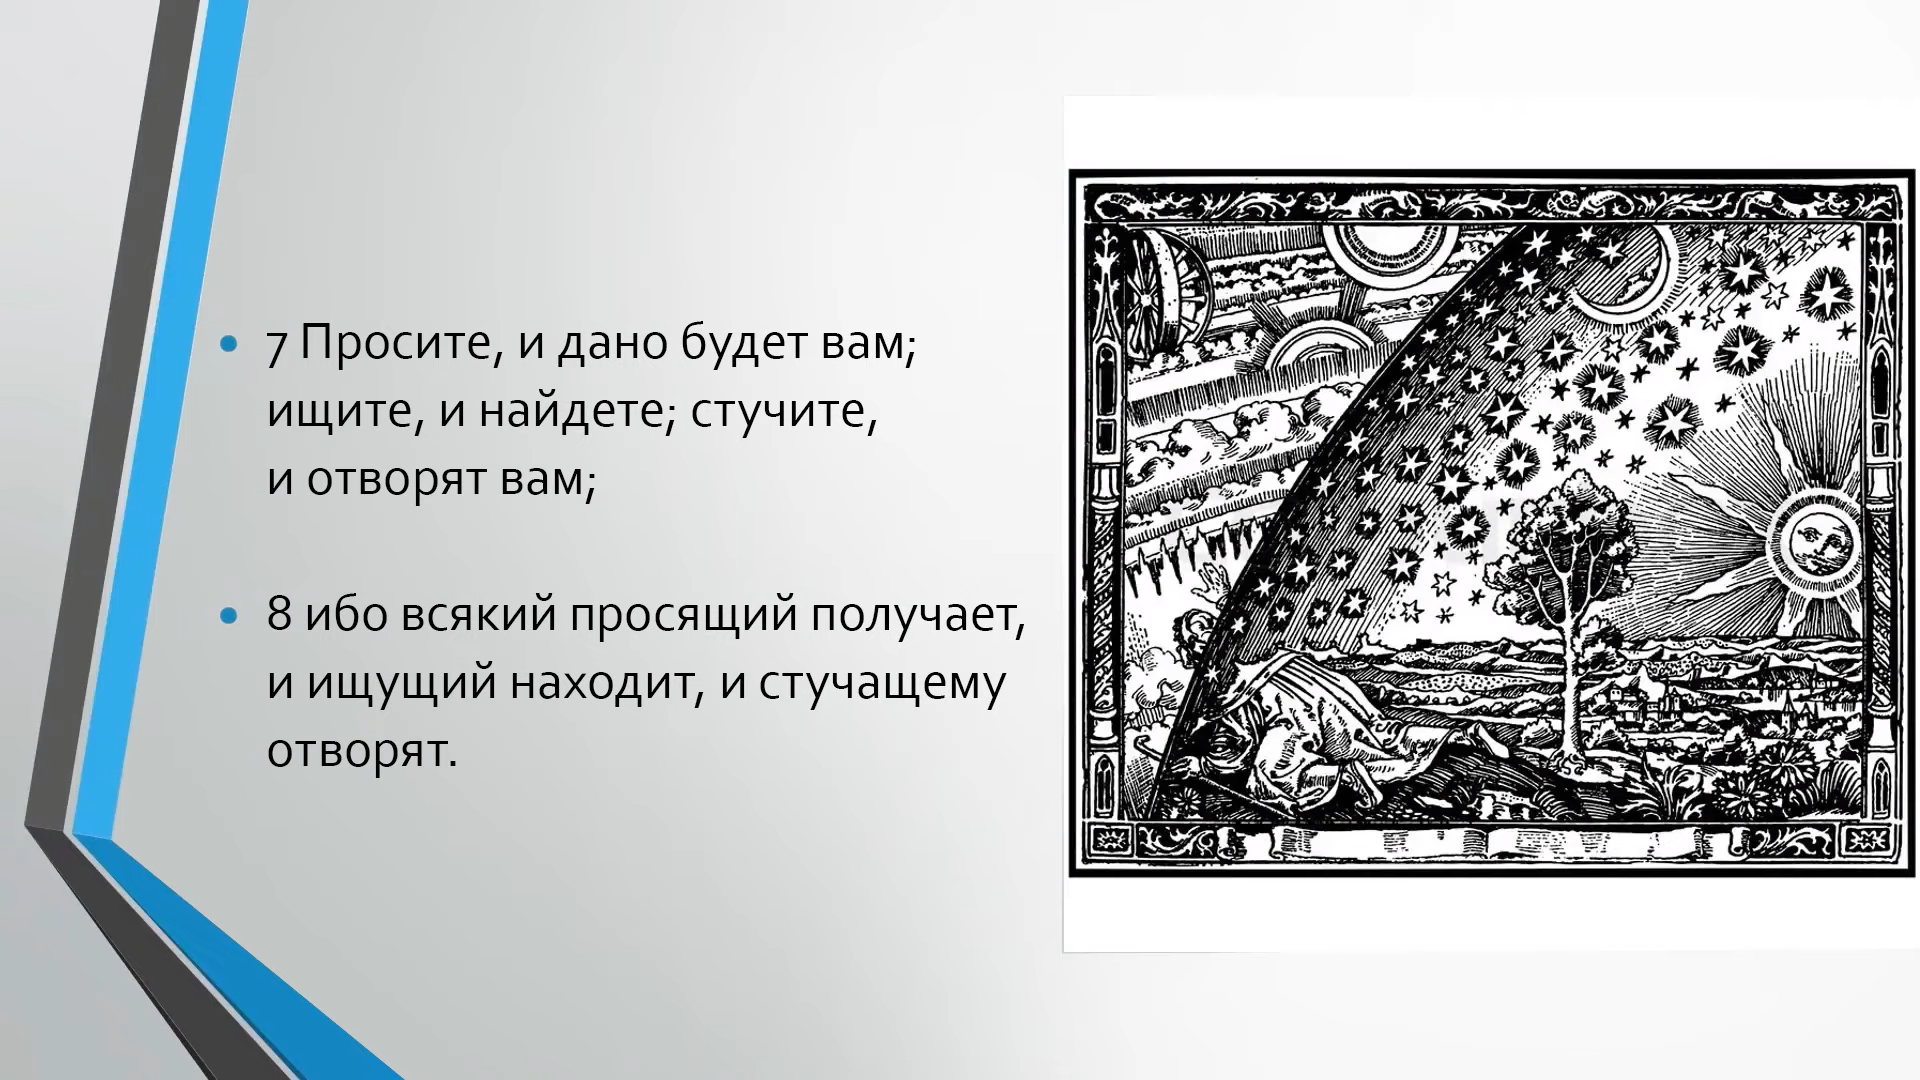 7 Просите, и дано будет вам;
ищите, и найдете; стучите,
и отворят вам;
8 ибо всякий просящий получает,
и ищущий находит, и стучащему
отворят.